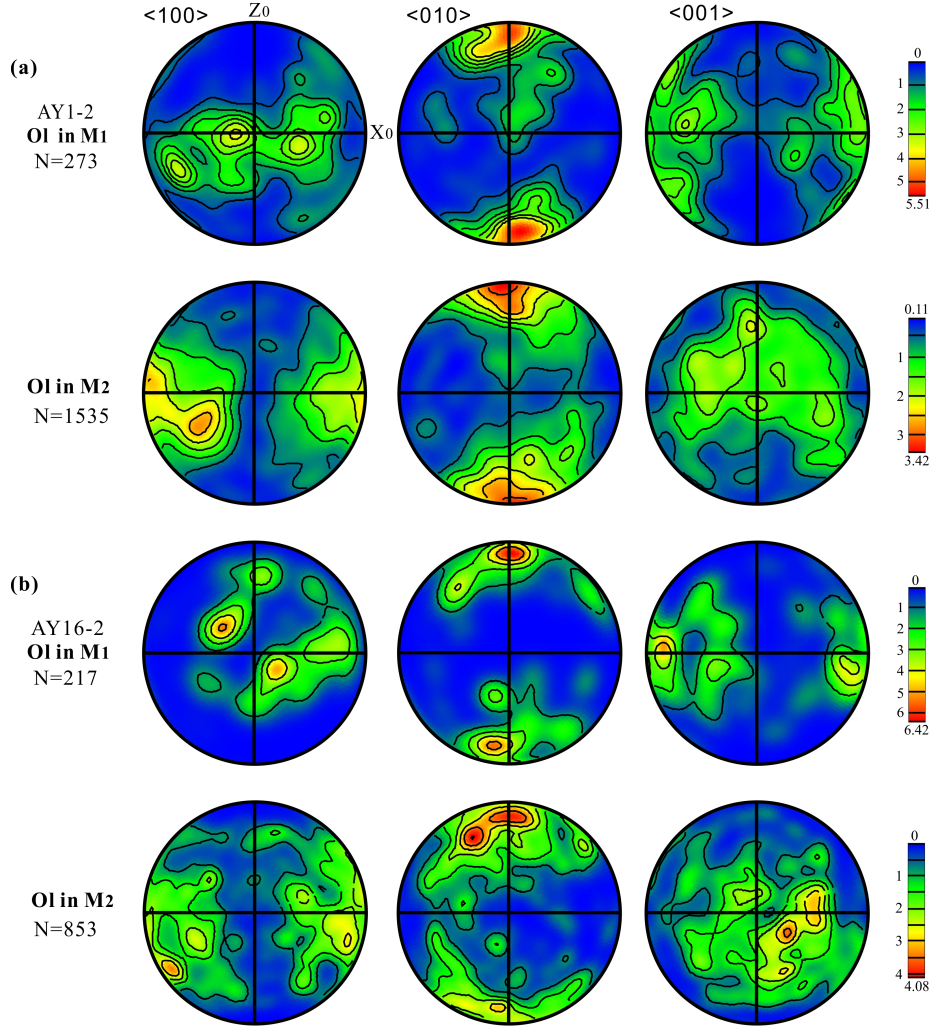 <100> Z0 <010> <001>
(a)
AY1-2
Ol in M1
N=273
X0
0
1
2
3
4
5
5.51
Ol in M2
N=1535
0.11
1
2
3
3.42
(b)
AY16-2
Ol in M1
N=217
0
1
2
3
4
5
6
6.42
Ol in M2
N=853
0
1
2
3
4
4.08